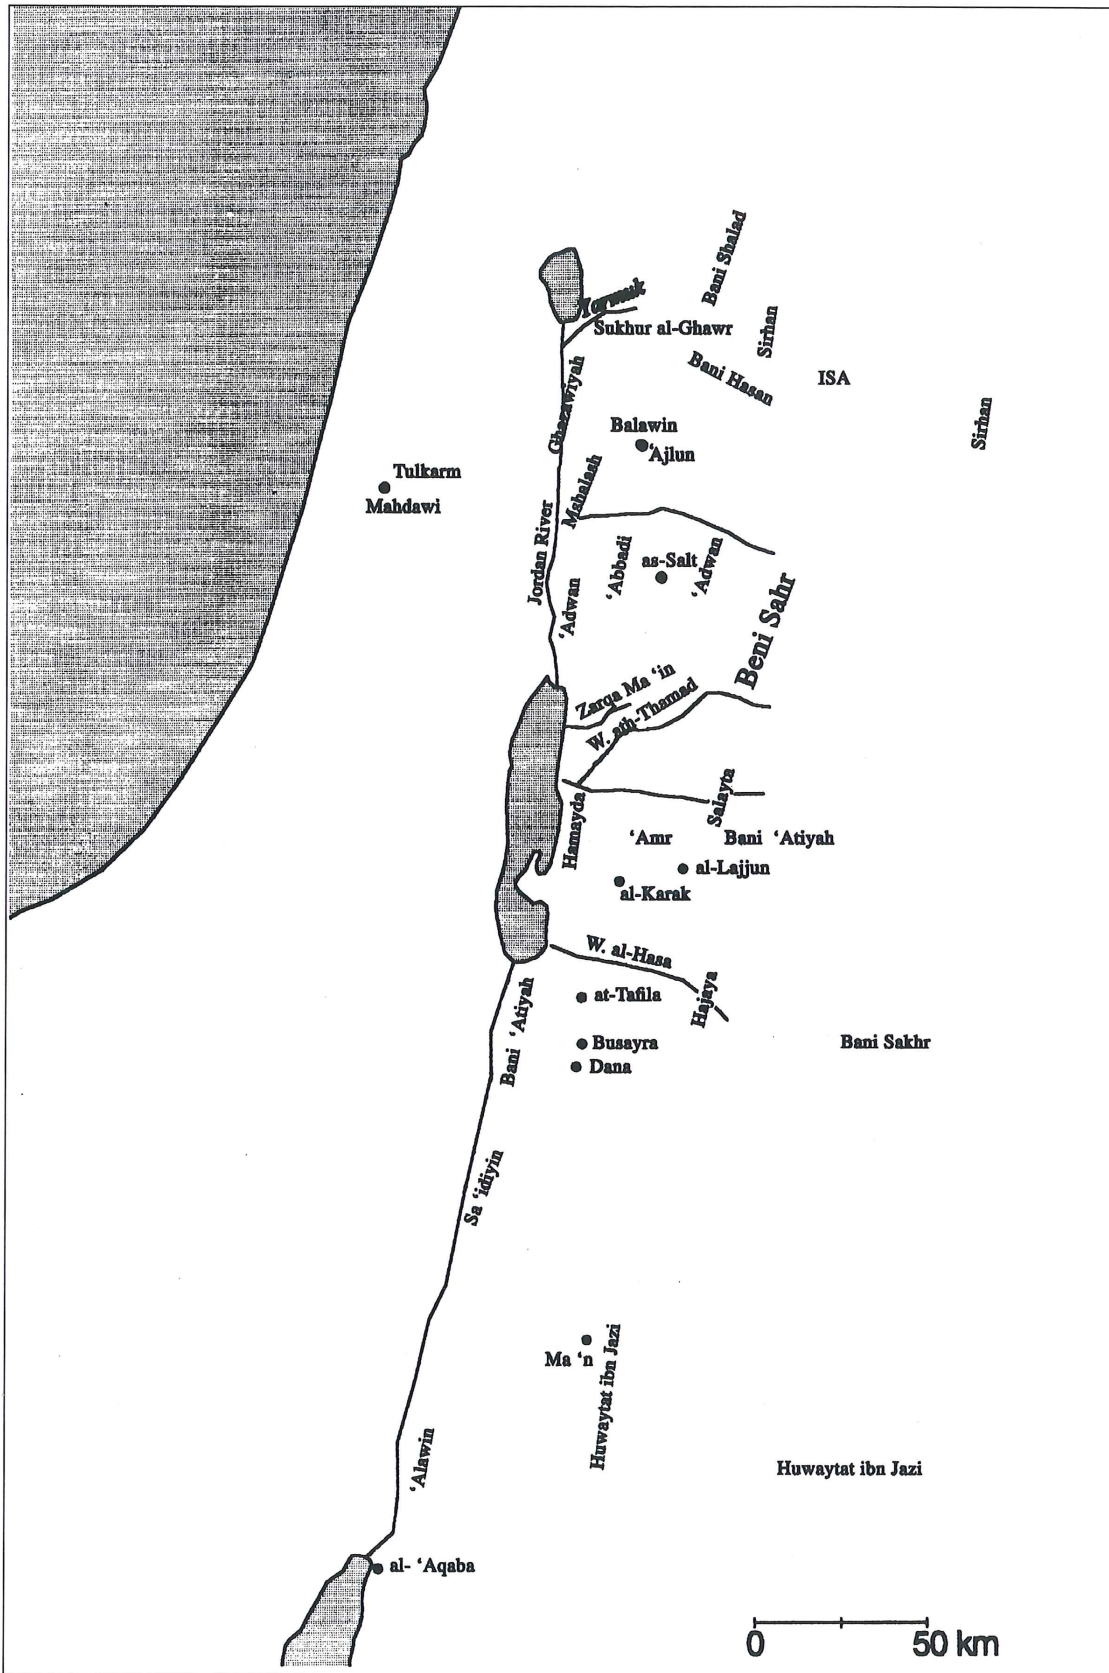 Bani Shalad
Yarmuk
Sukhur al-Ghawr
Sirhan
Bani Hasan
ISA
Ghazawiyah
Sirhan
Balawin
‘Ajlun
Tulkarm
Mahdawi
Mahalash
Jordan River
‘Abbadi
as-Salt
‘Adwan
‘Adwan
Beni Sahr
Zarqa Ma ‘in
W. ath-Thamad
Salayta
Hamayda
‘Amr
Bani ‘Atiyah
al-Lajjun
al-Karak
W. al-Hasa
Hajaya
at-Tafila
Bani ‘Atiyah
Busayra
Bani Sakhr
Dana
Sa ‘idiyin
Ma ‘n
Huwaytat ibn Jazi
‘Alawin
Huwaytat ibn Jazi
al- ‘Aqaba
0 50 km